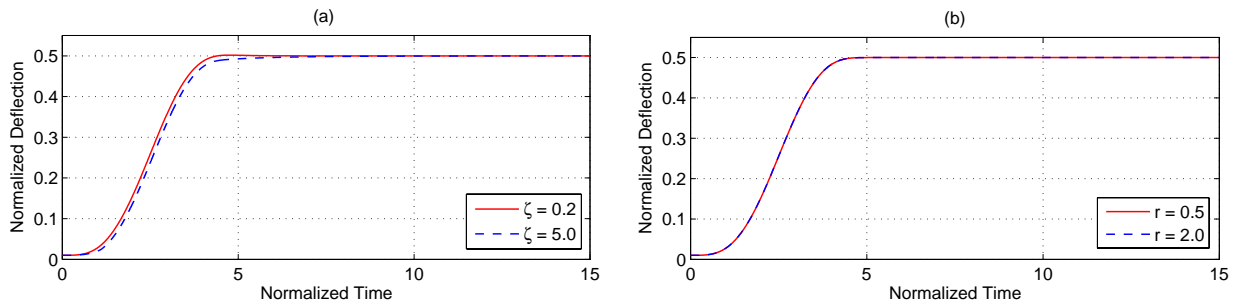 (a)
Normalized Deflection
0.5
0.4
0.3
0.2
0.1
0
0 5 10 15
Normalized Time
ζ = 0.2
ζ = 5.0
(b)
Normalized Deflection
0.5
0.4
0.3
0.2
0.1
0
0 5 10 15
Normalized Time
r = 0.5
r = 2.0